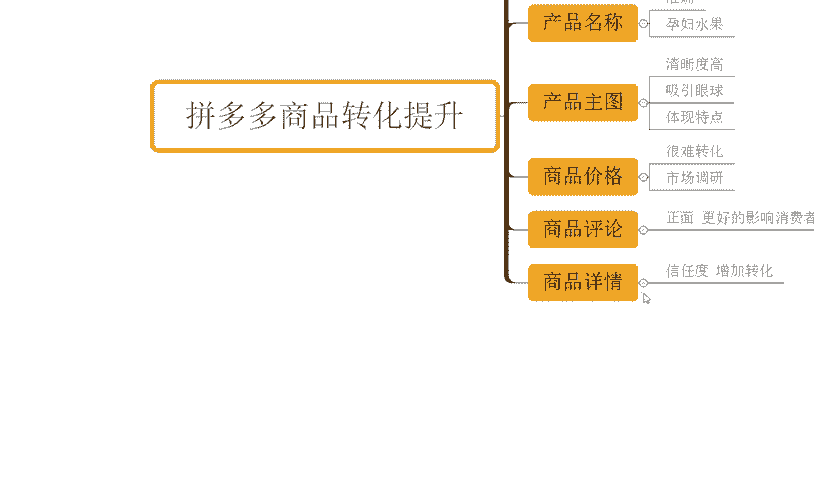 产品名称
孕妇水果
拼多多商品转化提升
产品主图
清晰度高
吸引眼球
体现特点
商品价格
很难转化
市场调研
商品评论
正面 更好的影响消费者
商品详情
信任度 增加转化